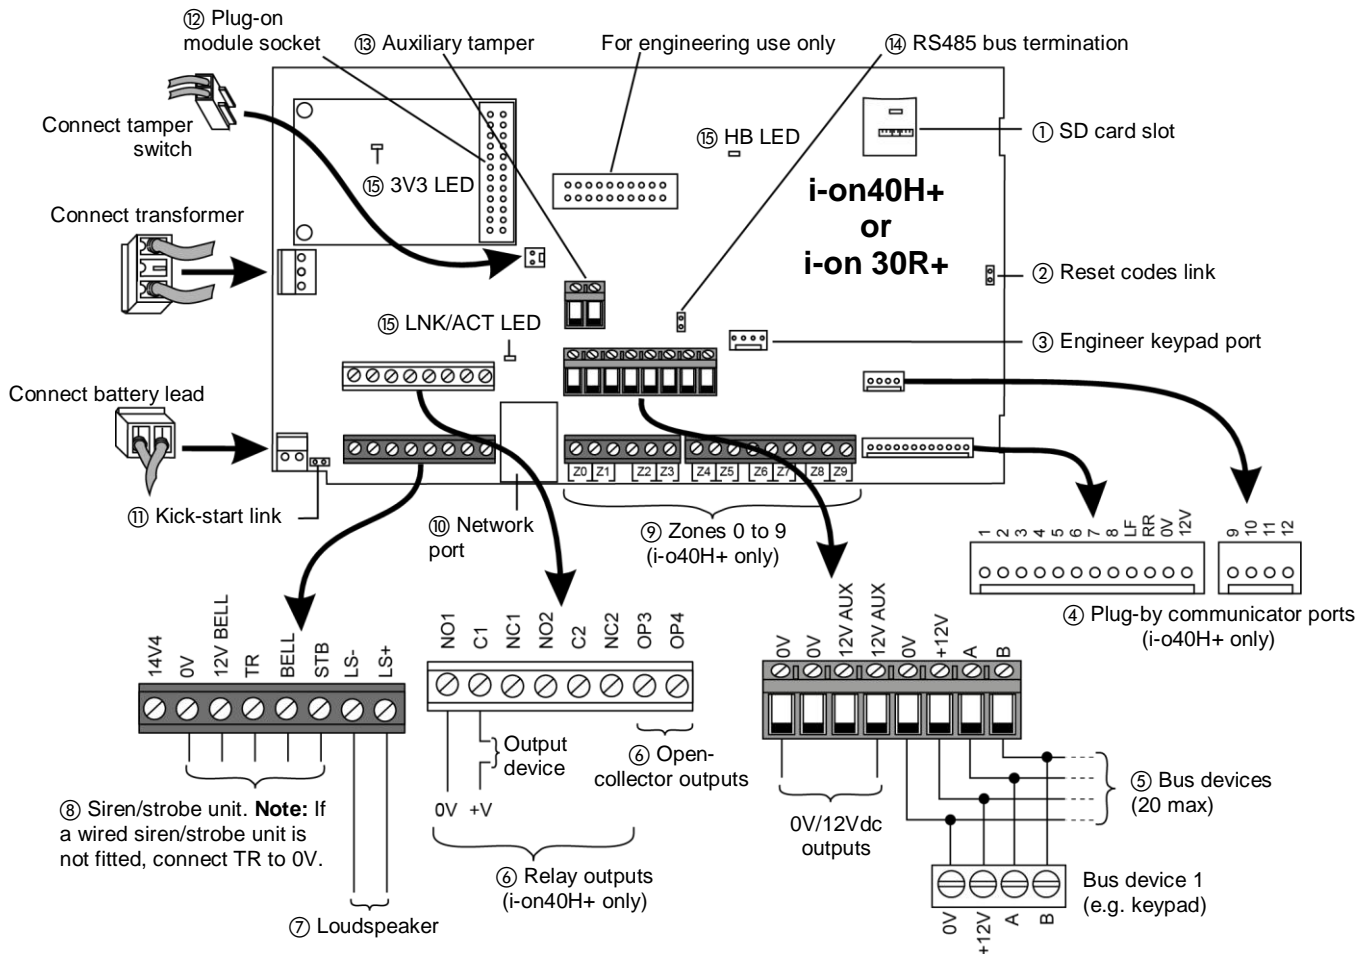 ⑫ Plug-on
module socket
⑬ Auxiliary tamper
For engineering use only
⑭ RS485 bus termination
Connect tamper
switch
⑮ 3V3 LED
⑮ HB LED
① SD card slot
i-on40H+
or
i-on 30R+
Connect transformer
② Reset codes link
⑮ LNK/ACT LED
③ Engineer keypad port
Connect battery lead
Z0 Z1 Z2 Z3 Z4 Z5 Z6 Z7 Z8 Z9
⑪ Kick-start link
⑩ Network
port
⑨ Zones 0 to 9
(i-o40H+ only)
1 2 3 4 5 6 7 8 LF RR 0V 12V
9 10 11 12
④ Plug-by communicator ports
(i-o40H+ only)
14V4 0V 12V BELL TR BELL STB LS- LS+
NO1 C1 NC1 NO2 C2 NC2 OP3 OP4
0V 0V 12V AUX 12V AUX 0V +12V A B
Output
device
⑥ Open-
collector outputs
0V +V
⑧ Siren/strobe unit. Note: If
a wired siren/strobe unit is
not fitted, connect TR to 0V.
⑤ Bus devices
(20 max)
0V/12Vdc
outputs
⑥ Relay outputs
(i-on40H+ only)
⑦ Loudspeaker
Bus device 1
(e.g. keypad)
0V +12V A B